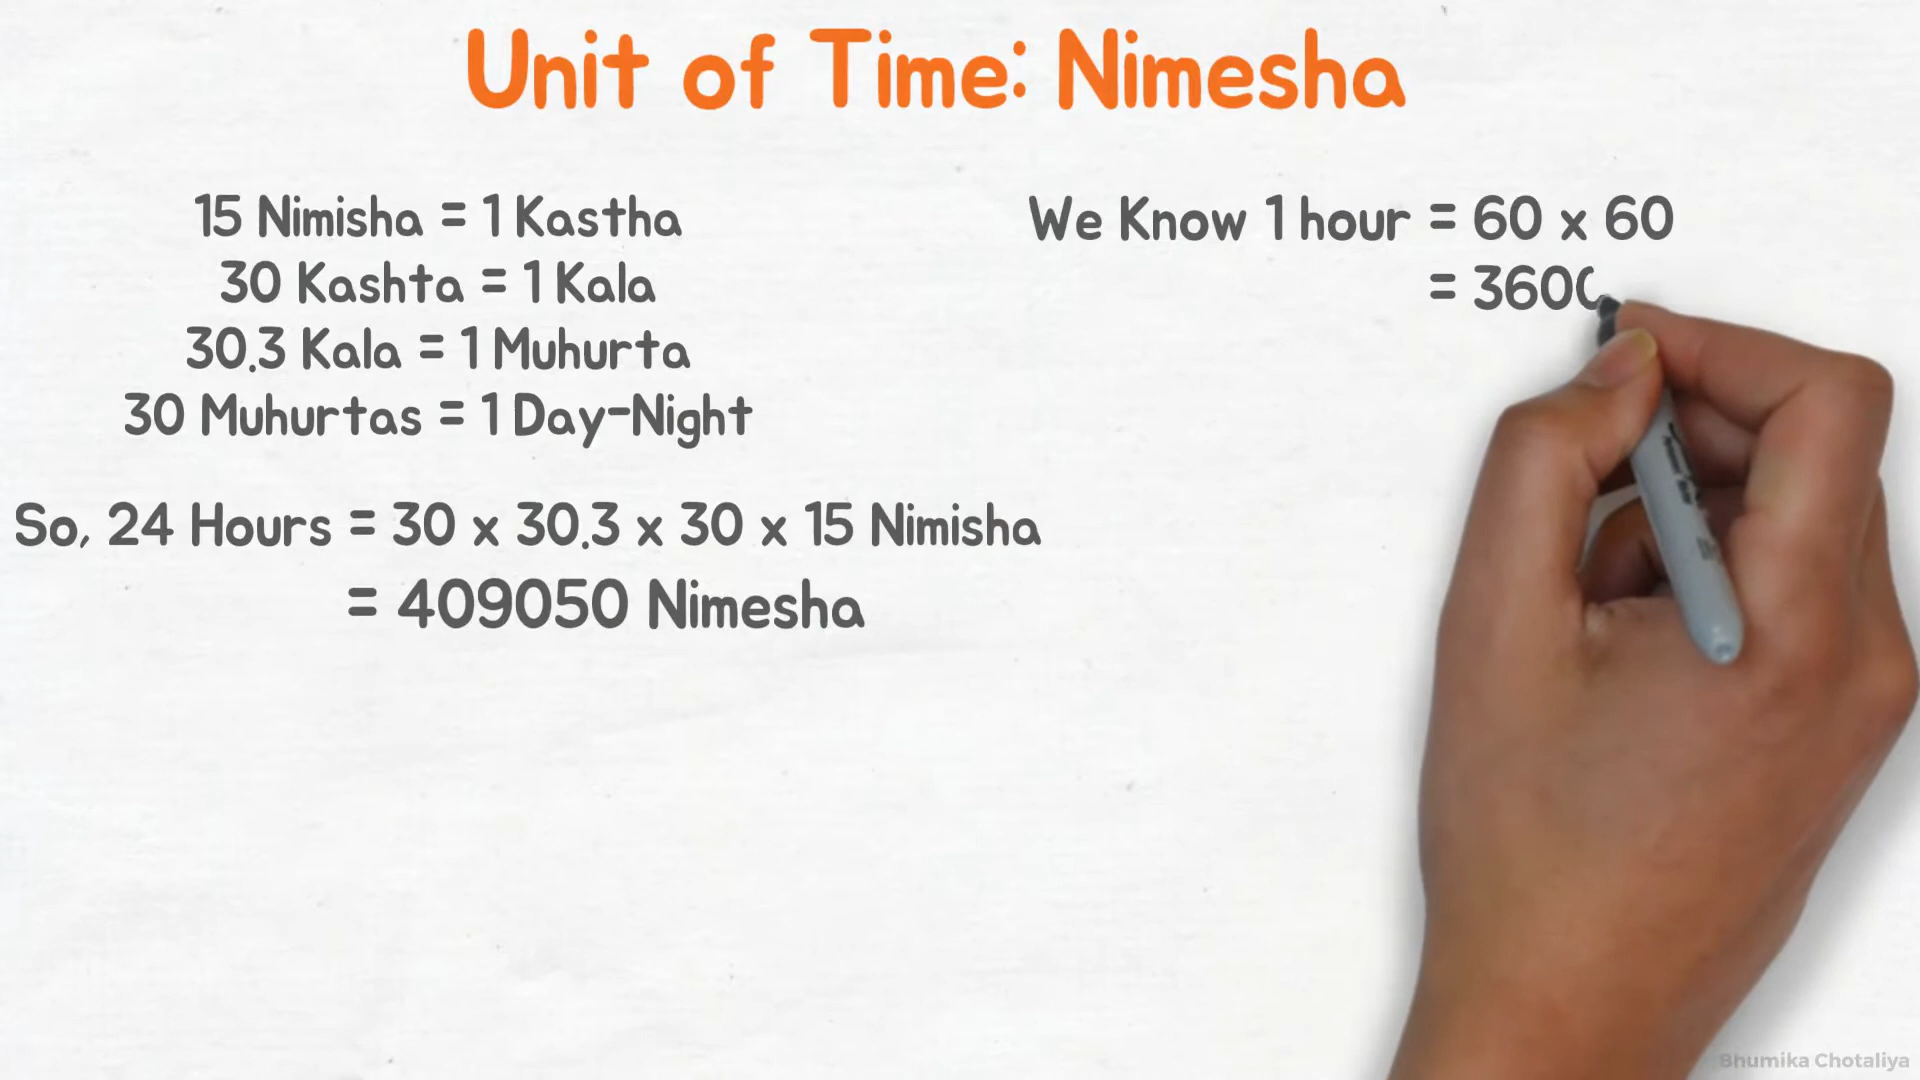 Unit of Time: Nimesha
15 Nimisha = 1 Kastha
30 Kashta = 1 Kala
30.3 Kala = 1 Muhurta
30 Muhurtas = 1 Day-Night
So, 24 Hours = 30 x 30.3 x 30 x 15 Nimisha
= 409050 Nimesha
We Know 1 hour = 60 x 60
= 3600
Bhumika Chotaliya